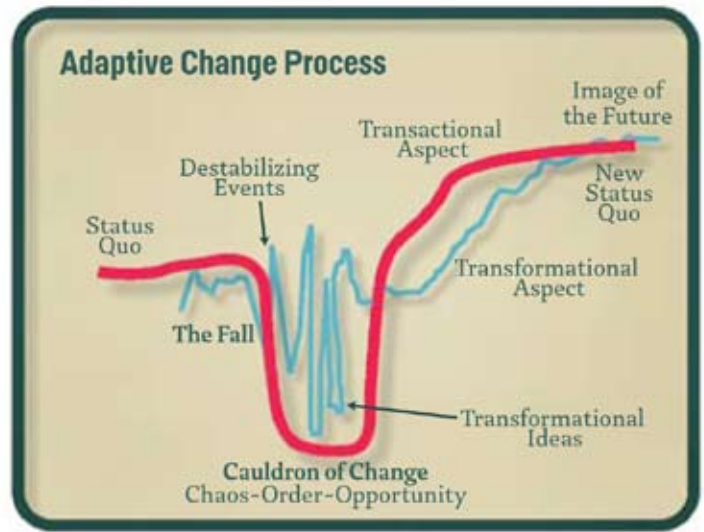 Adaptive Change Process
Image of
the Future
Transactional
Aspect
Destabilizing
Events
New
Status
Quo
Status
Quo
Transformational
Aspect
The Fall
Transformational
Ideas
Cauldron of Change
Chaos-Order-Opportunity